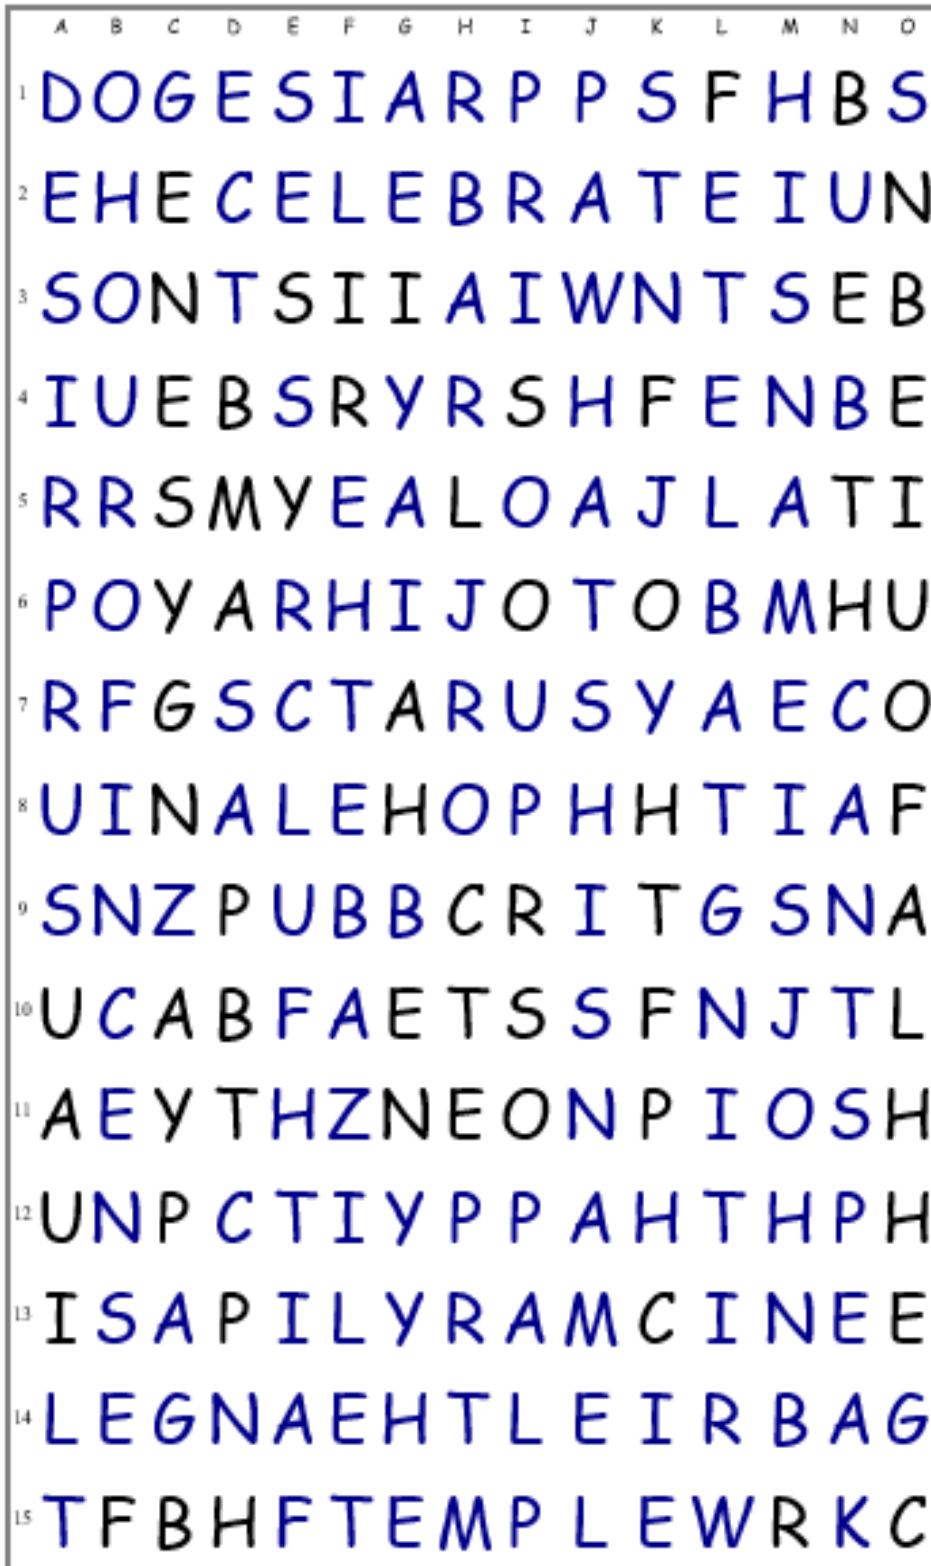 A B C D E F G H I J K L M N O
1 D O G E S I A R P P S F H B S
2 E H E C E L E B R A T E I U N
3 S O N T S I I A I W N T S E B
4 I U E B S R Y R S H F E N B E
5 R R S M Y E A L O A J L A T I
6 P O Y A R H I J O T O B M H U
7 R F G S C T A R U S Y A E C O
8 U I N A L E H O P H H T I A F
9 S N Z P U B B C R I T G S N A
10 U C A B F A E T S S F N J T L
11 A E Y T H Z N E O N P I O S H
12 U N P C T I Y P P A H T H P H
13 I S A P I L Y R A M C I N E E
14 L E G N A E H T L E I R B A G
15 T F B H F T E M P L E W R K C